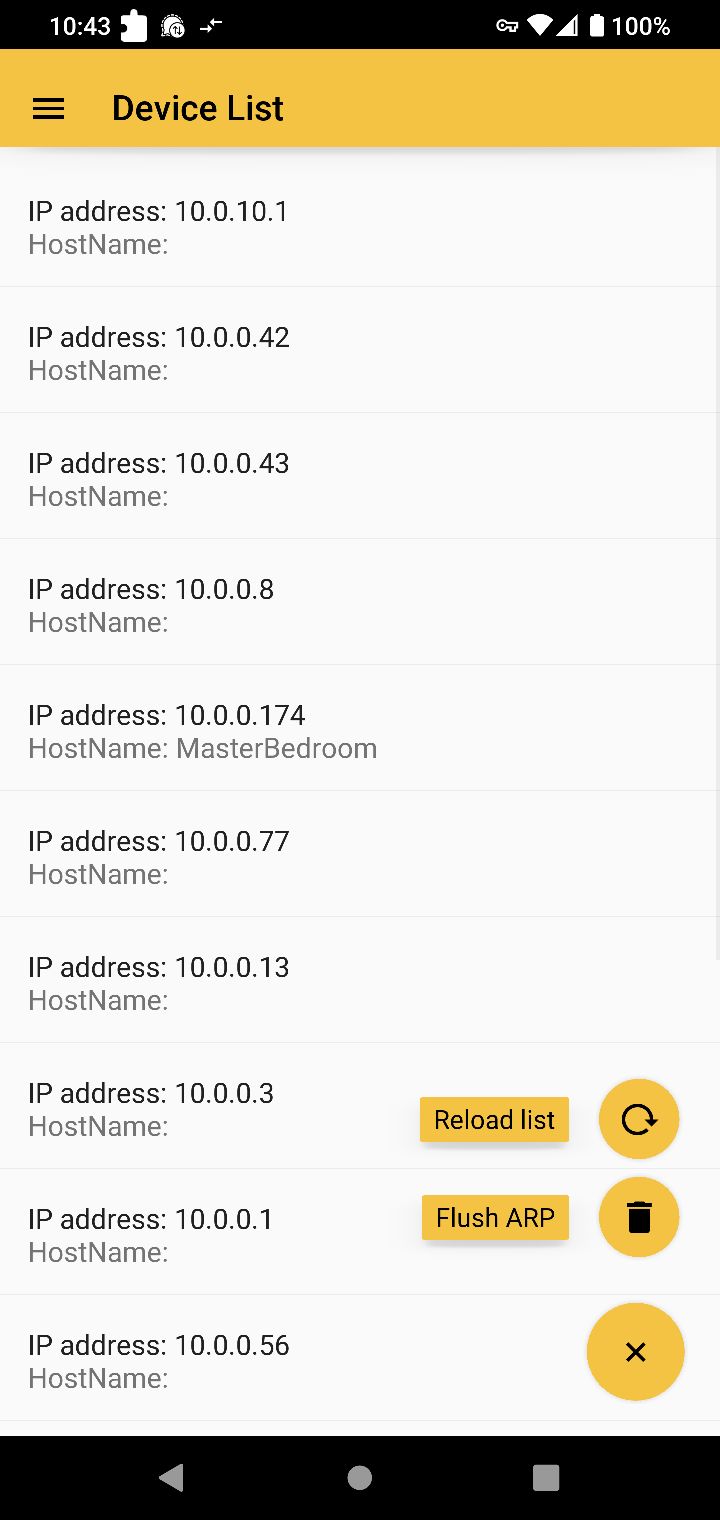 10:43
100%
Device List
IP address: 10.0.10.1
HostName:
IP address: 10.0.0.42
HostName:
IP address: 10.0.0.43
HostName:
IP address: 10.0.0.8
HostName:
IP address: 10.0.0.174
HostName: MasterBedroom
IP address: 10.0.0.77
HostName:
IP address: 10.0.0.13
HostName:
IP address: 10.0.0.3
HostName:
Reload list
IP address: 10.0.0.1
HostName:
Flush ARP
IP address: 10.0.0.56
HostName: